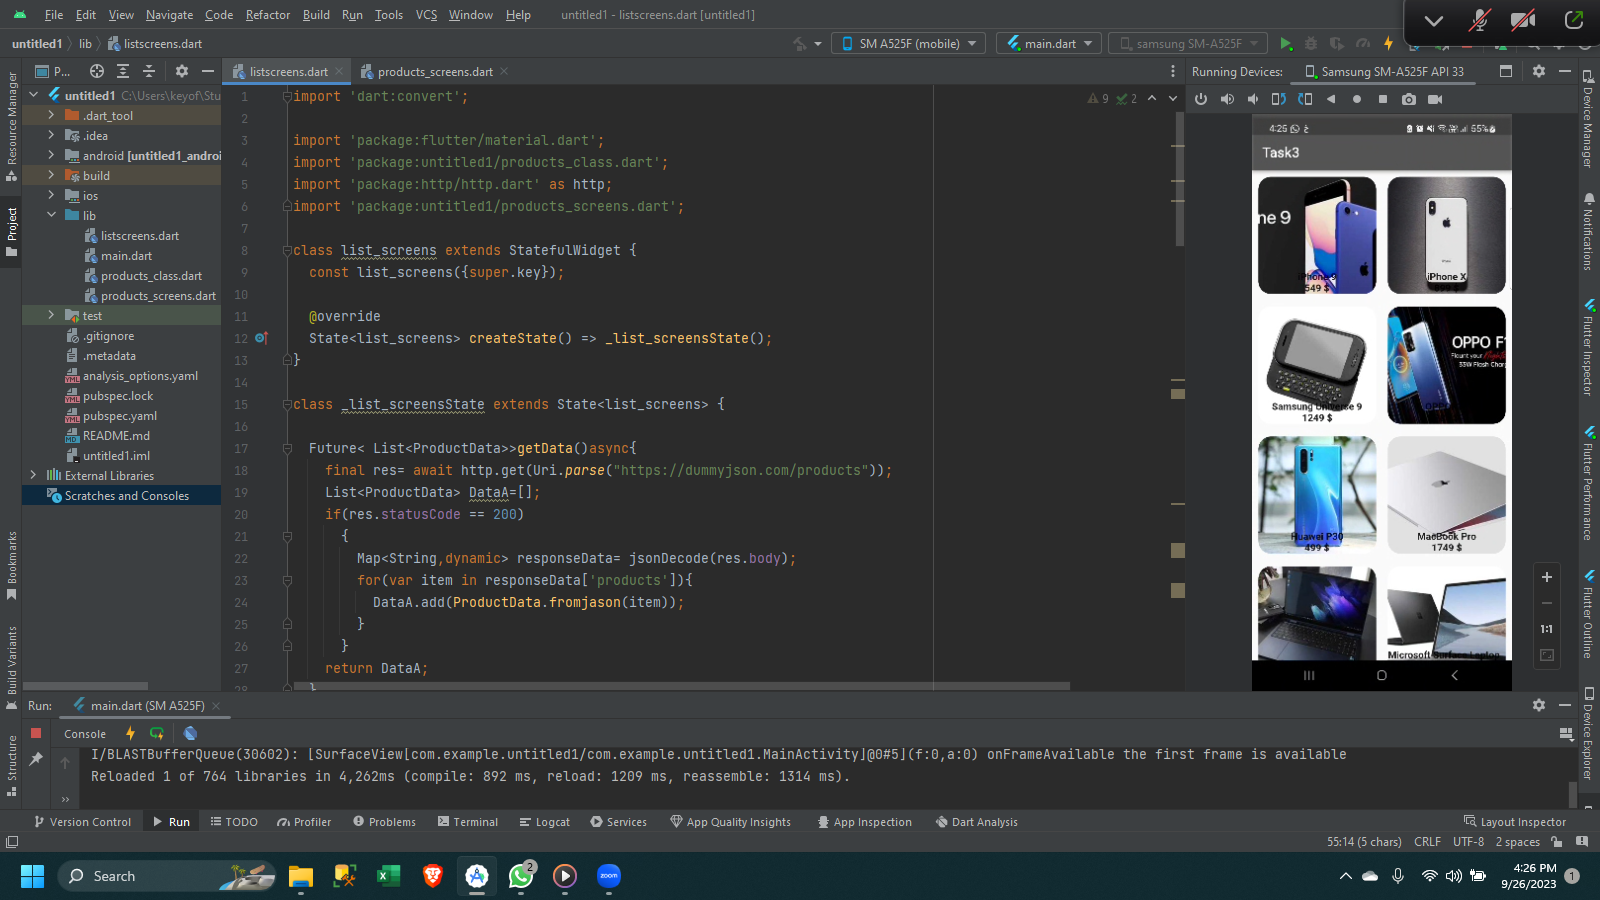 File Edit View Navigate Code Refactor Build Run Tools VCS Window Help untitled1 - listscreens.dart [untitled1]
untitled1 lib listscreens.dart SM A525F (mobile) main.dart samsung SM-A525F
P... listscreens.dart products_screens.dart Running Devices: Samsung SM-A525F API 33
Resource Manager
Project
Bookmarks
Build Variants
Structure
untitled1 C:\Users\keyof\Stu
.dart_tool
.idea
android [untitled1_androi
build
ios
lib
listscreens.dart
main.dart
products_class.dart
products_screens.dart
test
.gitignore
.metadata
analysis_options.yaml
pubspec.lock
pubspec.yaml
README.md
untitled1.iml
External Libraries
Scratches and Consoles
9 2
1 import 'dart:convert';
2
3 import 'package:flutter/material.dart';
4 import 'package:untitled1/products_class.dart';
5 import 'package:http/http.dart' as http;
6 import 'package:untitled1/products_screens.dart';
7
8 class list_screens extends StatefulWidget {
9 const list_screens({super.key});
10
11 @override
12 State<list_screens> createState() => _list_screensState();
13 }
14
15 class _list_screensState extends State<list_screens> {
16
17 Future< List<ProductData>>getData()async{
18 final res= await http.get(Uri.parse("https://dummyjson.com/products"));
19 List<ProductData> DataA=[];
20 if(res.statusCode == 200)
21 {
22 Map<String,dynamic> responseData= jsonDecode(res.body);
23 for(var item in responseData['products']){
24 DataA.add(ProductData.fromjason(item));
25 }
26 }
27 return DataA;
28 }
4:25 55%
Task3
ne 9
iPhone 9
549 $
iPhone X
Samsung Universe 9
1249 $
OPPO F1
Flaunt your Nights
33W Flash Charg
Huawei P30
499 $
MacBook Pro
1749 $
Microsoft Surface Laptop
1:1
Device Manager
Notifications
Flutter Inspector
Flutter Performance
Flutter Outline
Device Explorer
Run: main.dart (SM A525F)
Console
I/BLASTBufferQueue(30602): [SurfaceView[com.example.untitled1/com.example.untitled1.MainActivity]@0#5](f:0,a:0) onFrameAvailable the first frame is available
Reloaded 1 of 764 libraries in 4,262ms (compile: 892 ms, reload: 1209 ms, reassemble: 1314 ms).
Version Control Run TODO Profiler Problems Terminal Logcat Services App Quality Insights App Inspection Dart Analysis Layout Inspector
55:14 (5 chars) CRLF UTF-8 2 spaces
Search 2 zoom 4:26 PM
9/26/2023 1